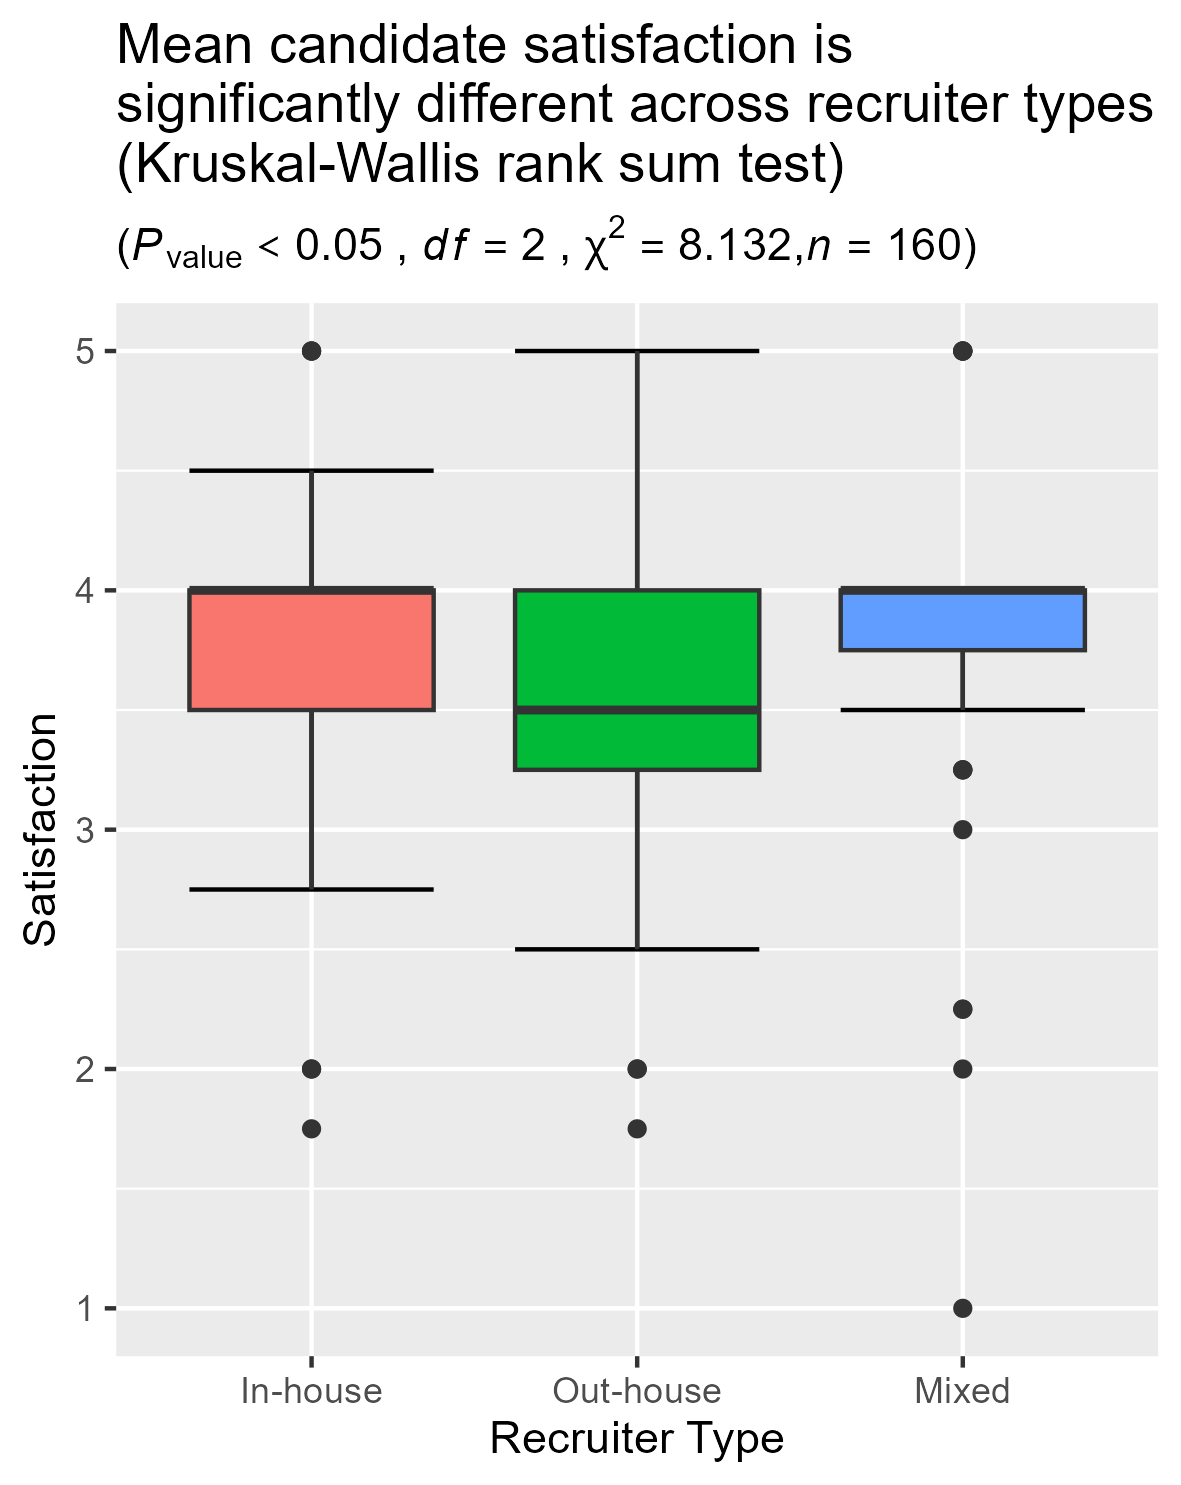 Mean candidate satisfaction is
significantly different across recruiter types
(Kruskal-Wallis rank sum test)
(P value < 0.05 , df = 2 , χ² = 8.132,n = 160)
5
4
3
2
1
Satisfaction
In-house Out-house Mixed
Recruiter Type